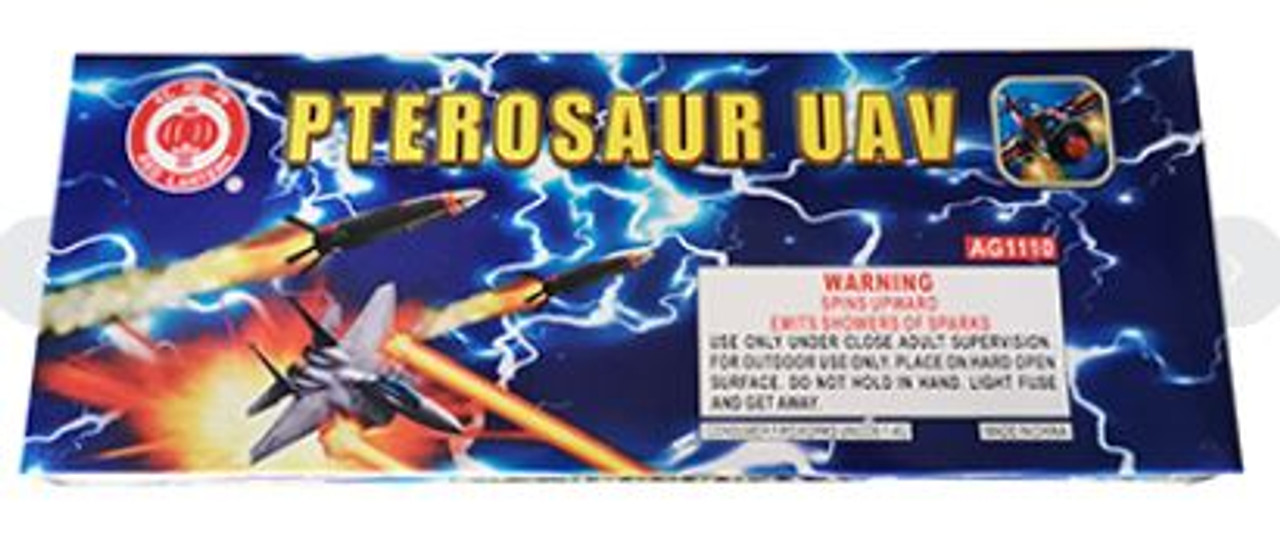 PTEROSAUR UAV
RED LANTERN
®
AG1110
WARNING
SPINS UPWARD
EMITS SHOWERS OF SPARKS
USE ONLY UNDER CLOSE ADULT SUPERVISION.
FOR OUTDOOR USE ONLY. PLACE ON HARD OPEN
SURFACE. DO NOT HOLD IN HAND. LIGHT FUSE
AND GET AWAY.
MADE IN CHINA